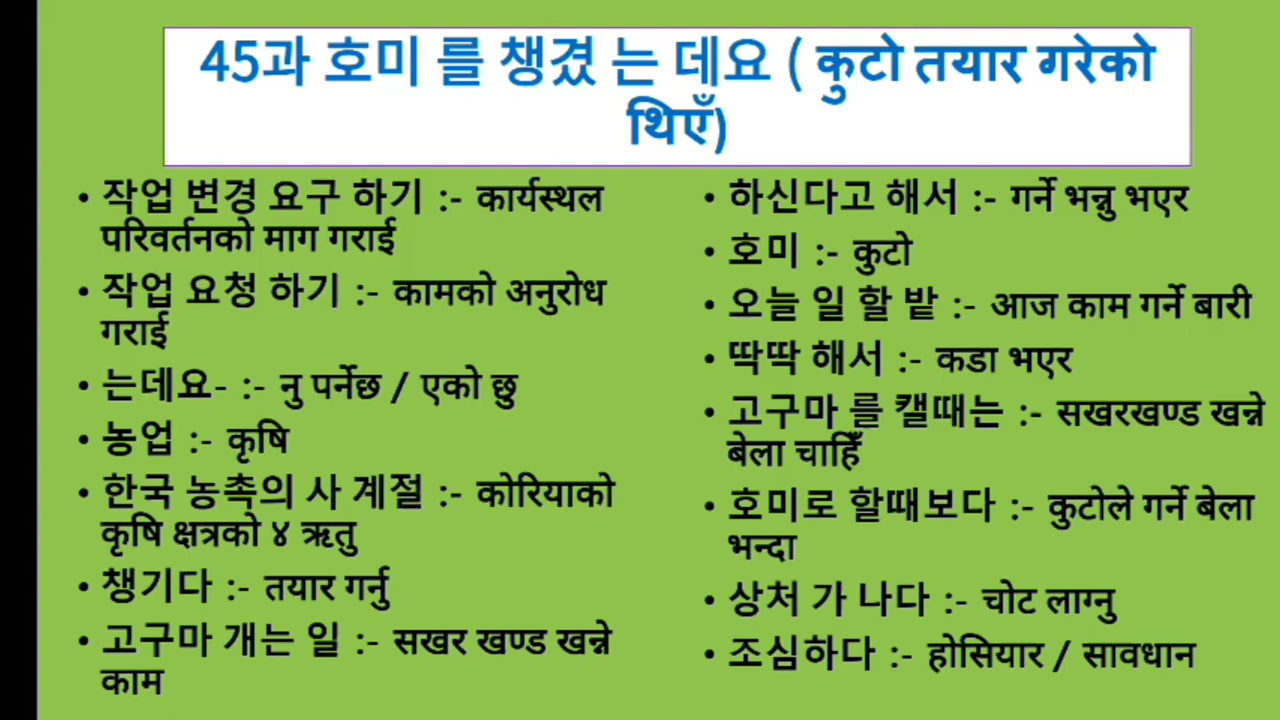 45과 호미 를 챙겼 는 데요 ( कुटो तयार गरेको
थिएँ)
• 작업 변경 요구 하기 :- कार्यस्थल
परिवर्तनको माग गराई
• 작업 요청 하기 :- कामको अनुरोध
गराई
• 는데요- :- नु पर्नेछ / एको छु
• 농업 :- कृषि
• 한국 농촉의 사 계절 :- कोरियाको
कृषि क्षत्रको ४ ऋतु
• 챙기다 :- तयार गर्नु
• 고구마 개는 일 :- सखर खण्ड खन्ने
काम
• 하신다고 해서 :- गर्ने भन्नु भएर
• 호미 :- कुटो
• 오늘 일 할 밭 :- आज काम गर्ने बारी
• 딱딱 해서 :- कडा भएर
• 고구마 를 캘때는 :- सखरखण्ड खन्ने
बेला चाहिँ
• 호미로 할때보다 :- कुटोले गर्ने बेला
भन्दा
• 상처 가 나다 :- चोट लाग्नु
• 조심하다 :- होसियार / सावधान